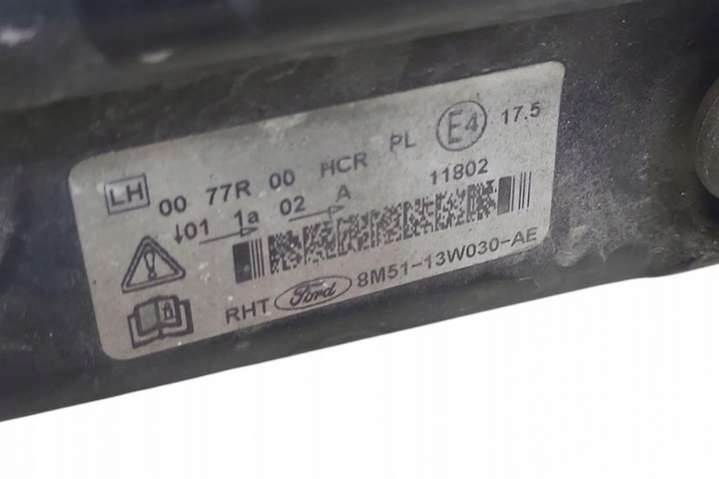 LH 00 77R 00 HCR PL E4 17.5
01 1a 02 A 11802
RHT Ford 8M51-13W030-AE